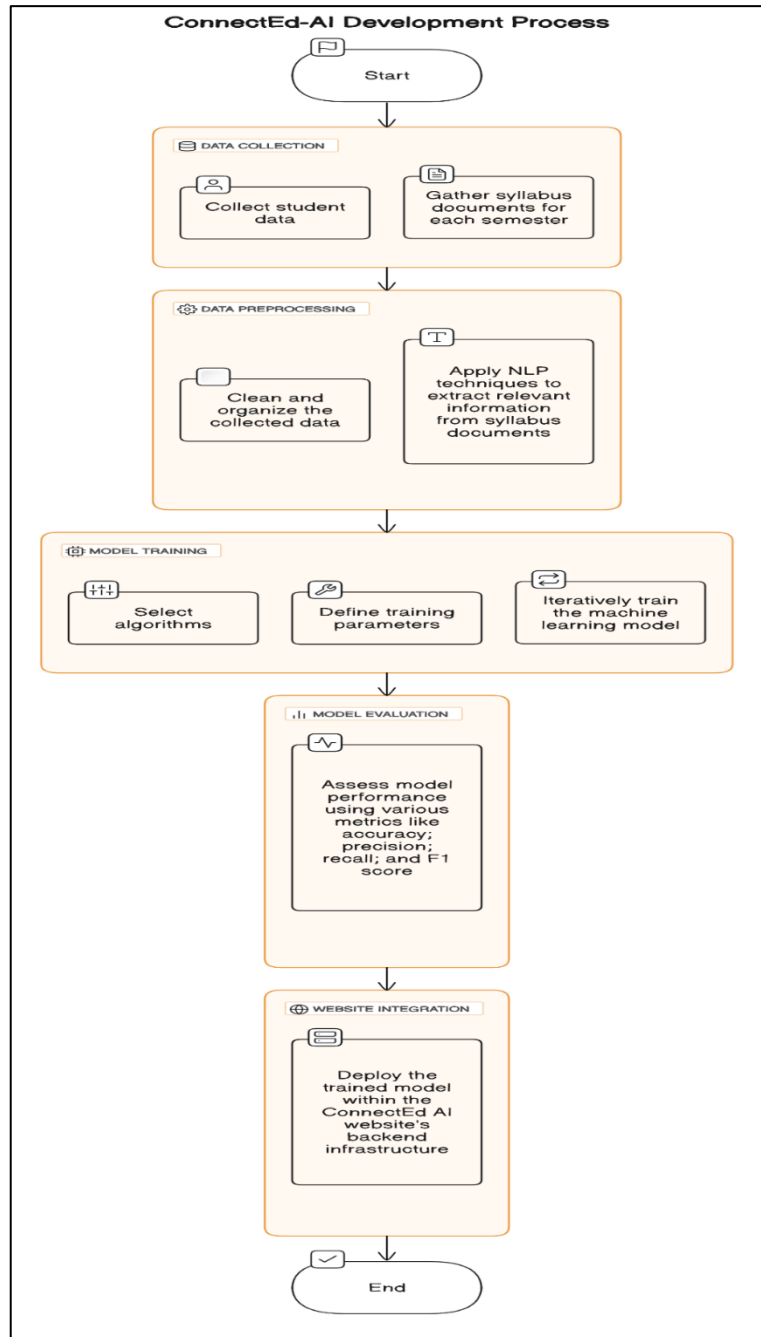 ConnectEd-AI Development Process
Start
DATA COLLECTION
Collect student
data
Gather syllabus
documents for
each semester
DATA PREPROCESSING
Clean and
organize the
collected data
T
Apply NLP
techniques to
extract relevant
information
from syllabus
documents
MODEL TRAINING
Select
algorithms
Define training
parameters
Iteratively train
the machine
learning model
MODEL EVALUATION
Assess model
performance
using various
metrics like
accuracy;
precision;
recall; and F1
score
WEBSITE INTEGRATION
Deploy the
trained model
within the
ConnectEd AI
website's
backend
infrastructure
End